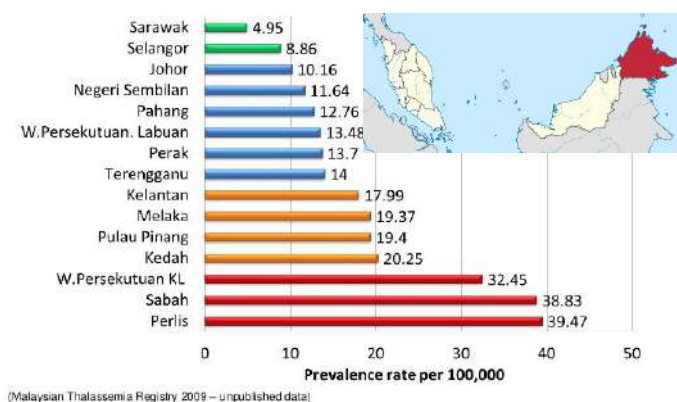 Sarawak 4.95
Selangor 8.86
Johor 10.16
Negeri Sembilan 11.64
Pahang 12.76
W.Persekutuan. Labuan 13.48
Perak 13.7
Terengganu 14
Kelantan 17.99
Melaka 19.37
Pulau Pinang 19.4
Kedah 20.25
W.Persekutuan KL 32.45
Sabah 38.83
Perlis 39.47
0 10 20 30 40 50
Prevalence rate per 100,000
(Malaysian Thalassemia Registry 2009 – unpublished data)